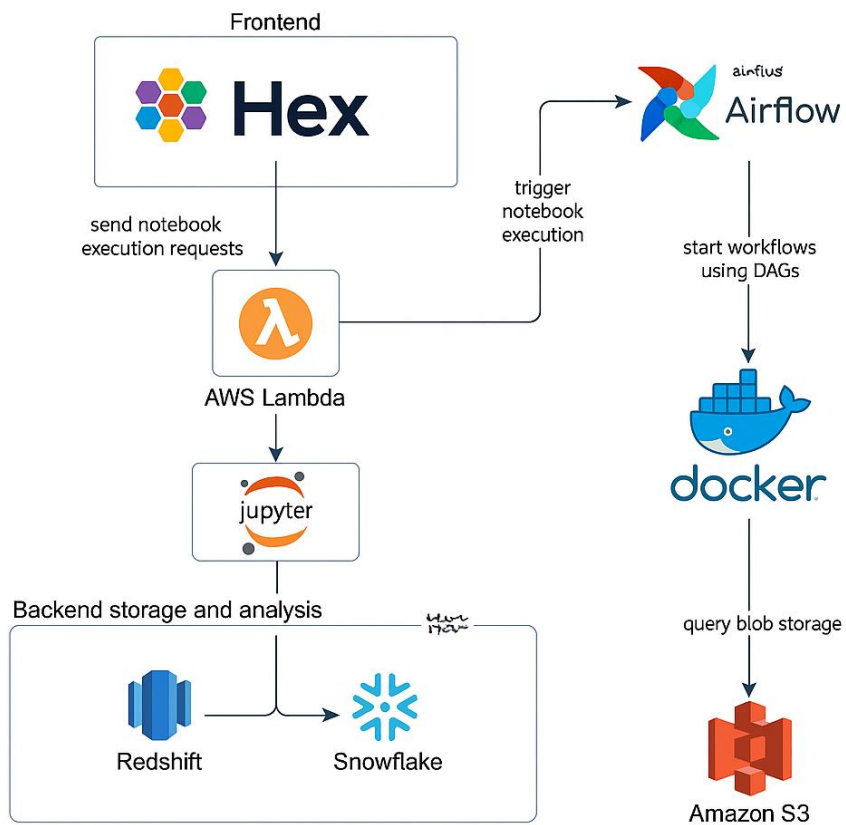 Frontend
Hex
send notebook
execution requests
AWS Lambda
trigger
notebook
execution
Airflow
start workflows
using DAGs
jupyter
docker
Backend storage and analysis
query blob storage
Redshift
Snowflake
Amazon S3